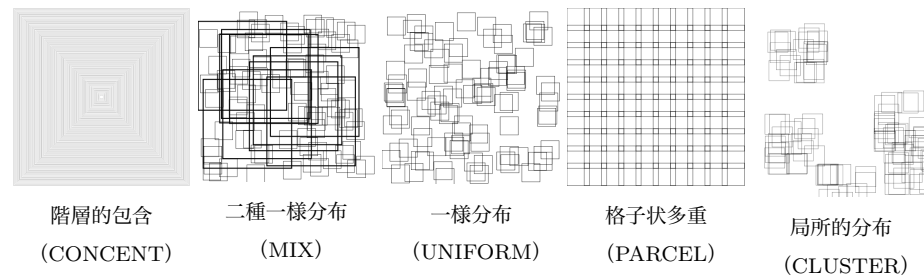 階層的包含
(CONCENT)
二種一様分布
(MIX)
一様分布
(UNIFORM)
格子状多重
(PARCEL)
局所的分布
(CLUSTER)